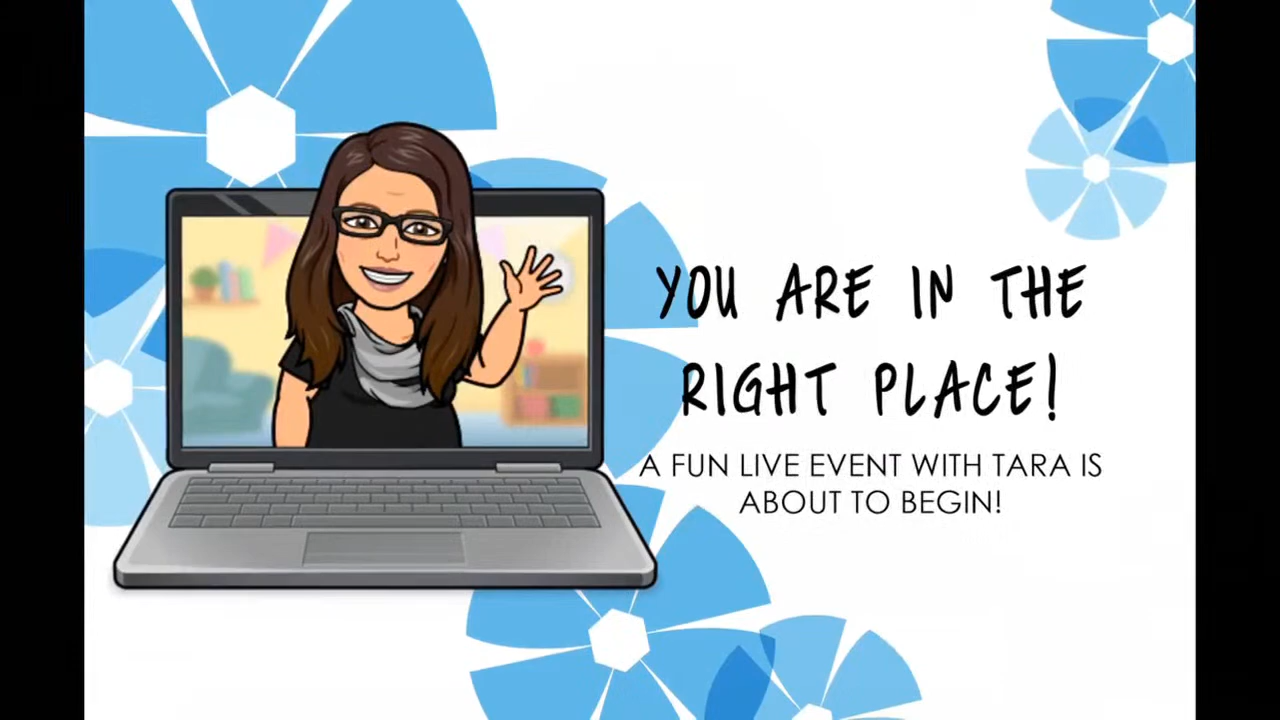 YOU ARE IN THE
RIGHT PLACE!
A FUN LIVE EVENT WITH TARA IS
ABOUT TO BEGIN!